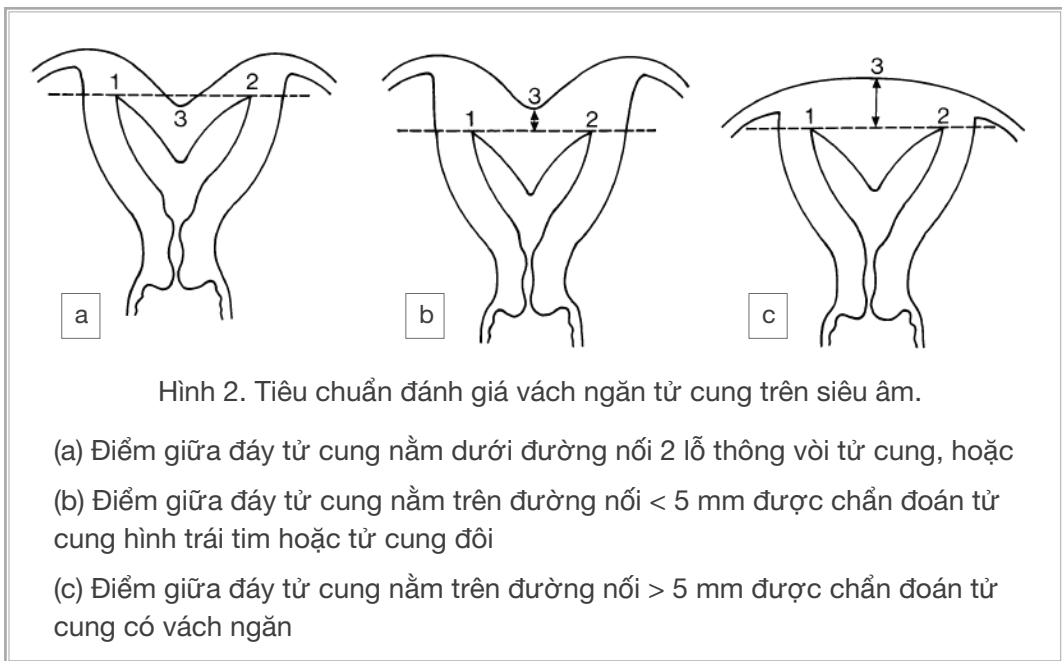 1 2
3
a
3
1 2
b
3
1 2
c
Hình 2. Tiêu chuẩn đánh giá vách ngăn tử cung trên siêu âm.
(a) Điểm giữa đáy tử cung nằm dưới đường nối 2 lỗ thông vòi tử cung, hoặc
(b) Điểm giữa đáy tử cung nằm trên đường nối < 5 mm được chẩn đoán tử
cung hình trái tim hoặc tử cung đôi
(c) Điểm giữa đáy tử cung nằm trên đường nối > 5 mm được chẩn đoán tử
cung có vách ngăn